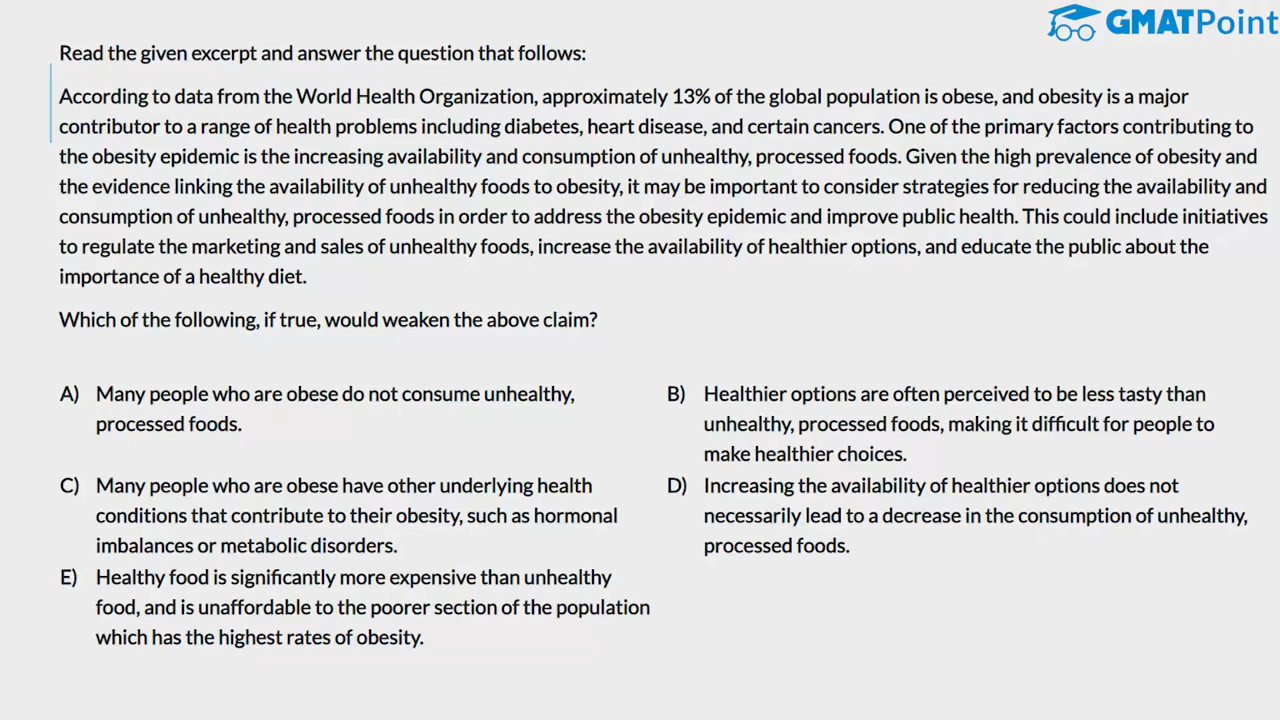 GMATPoint
Read the given excerpt and answer the question that follows:
According to data from the World Health Organization, approximately 13% of the global population is obese, and obesity is a major
contributor to a range of health problems including diabetes, heart disease, and certain cancers. One of the primary factors contributing to
the obesity epidemic is the increasing availability and consumption of unhealthy, processed foods. Given the high prevalence of obesity and
the evidence linking the availability of unhealthy foods to obesity, it may be important to consider strategies for reducing the availability and
consumption of unhealthy, processed foods in order to address the obesity epidemic and improve public health. This could include initiatives
to regulate the marketing and sales of unhealthy foods, increase the availability of healthier options, and educate the public about the
importance of a healthy diet.
Which of the following, if true, would weaken the above claim?
A) Many people who are obese do not consume unhealthy,
processed foods.
B) Healthier options are often perceived to be less tasty than
unhealthy, processed foods, making it difficult for people to
make healthier choices.
C) Many people who are obese have other underlying health
conditions that contribute to their obesity, such as hormonal
imbalances or metabolic disorders.
D) Increasing the availability of healthier options does not
necessarily lead to a decrease in the consumption of unhealthy,
processed foods.
E) Healthy food is significantly more expensive than unhealthy
food, and is unaffordable to the poorer section of the population
which has the highest rates of obesity.